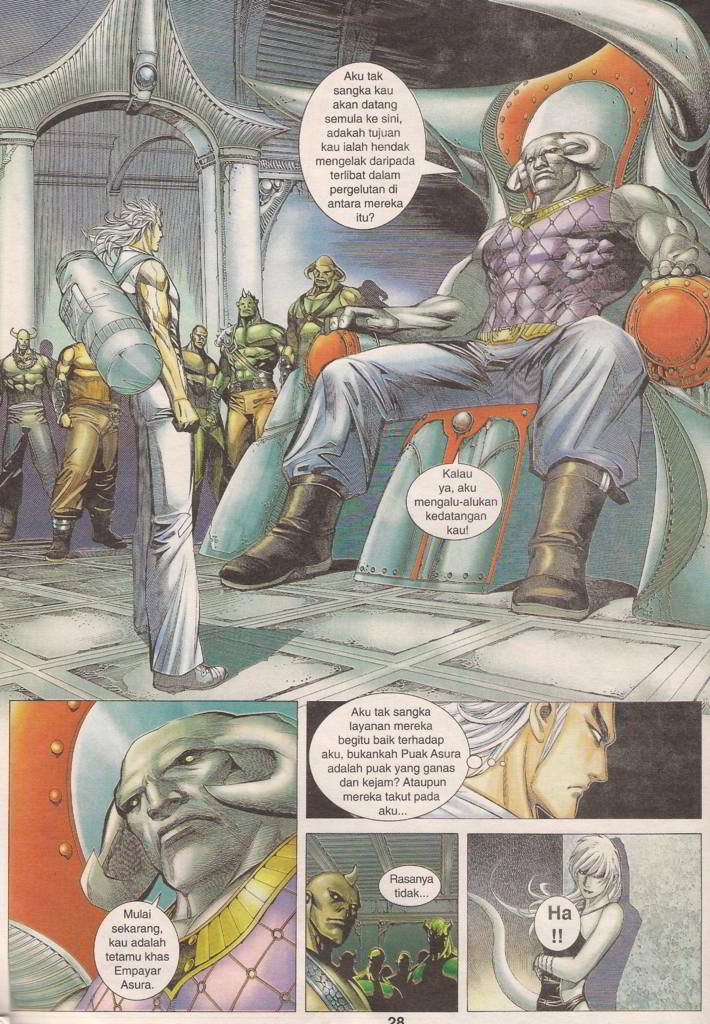 Aku tak
sangka kau
akan datang
semula ke sini,
adakah tujuan
kau ialah hendak
mengelak daripada
terlibat dalam
pergelutan di
antara mereka
itu?
Kalau
ya, aku
mengalu-alukan
kedatangan
kau!
Aku tak sangka
layanan mereka
begitu baik terhadap
aku, bukankah Puak Asura
adalah puak yang ganas
dan kejam? Ataupun
mereka takut pada
aku...
Mulai
sekarang,
kau adalah
tetamu khas
Empayar
Asura.
Rasanya
tidak...
Ha
!!
28